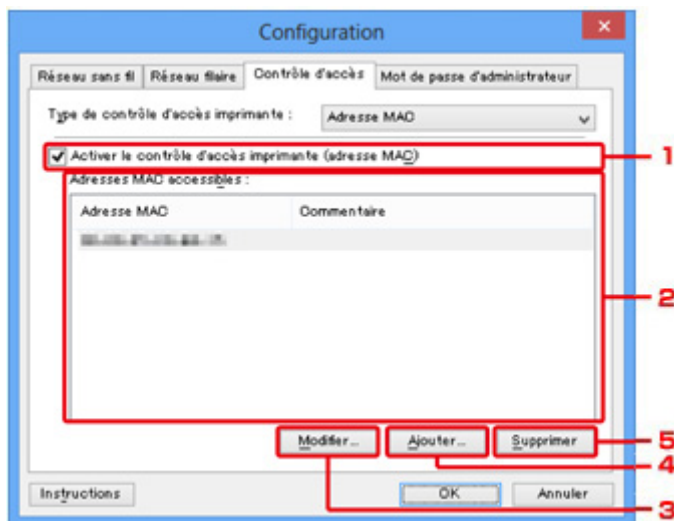 Configuration
Réseau sans fil Réseau filaire Contrôle d'accès Mot de passe d'administrateur
Type de contrôle d'accès imprimante : Adresse MAC
Activer le contrôle d'accès imprimante (adresse MAC) 1
Adresses MAC accessibles :
Adresse MAC Commentaire
2
Modifier... Ajouter... Supprimer 5
4
Instructions OK Annuler
3